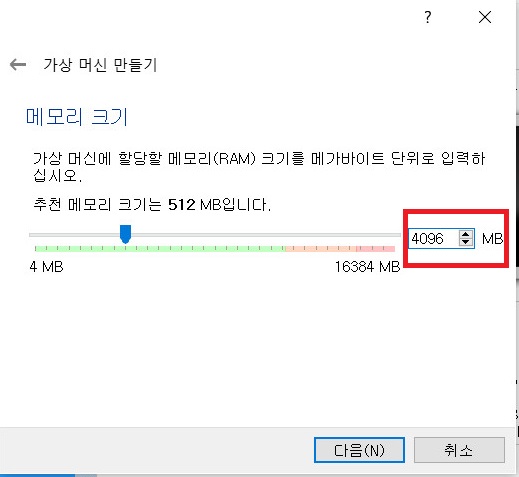 ?
가상 머신 만들기
메모리 크기
가상 머신에 할당할 메모리(RAM) 크기를 메가바이트 단위로 입력하
십시오.
추천 메모리 크기는 512 MB입니다.
4096 MB
4 MB 16384 MB
다음(N) 취소